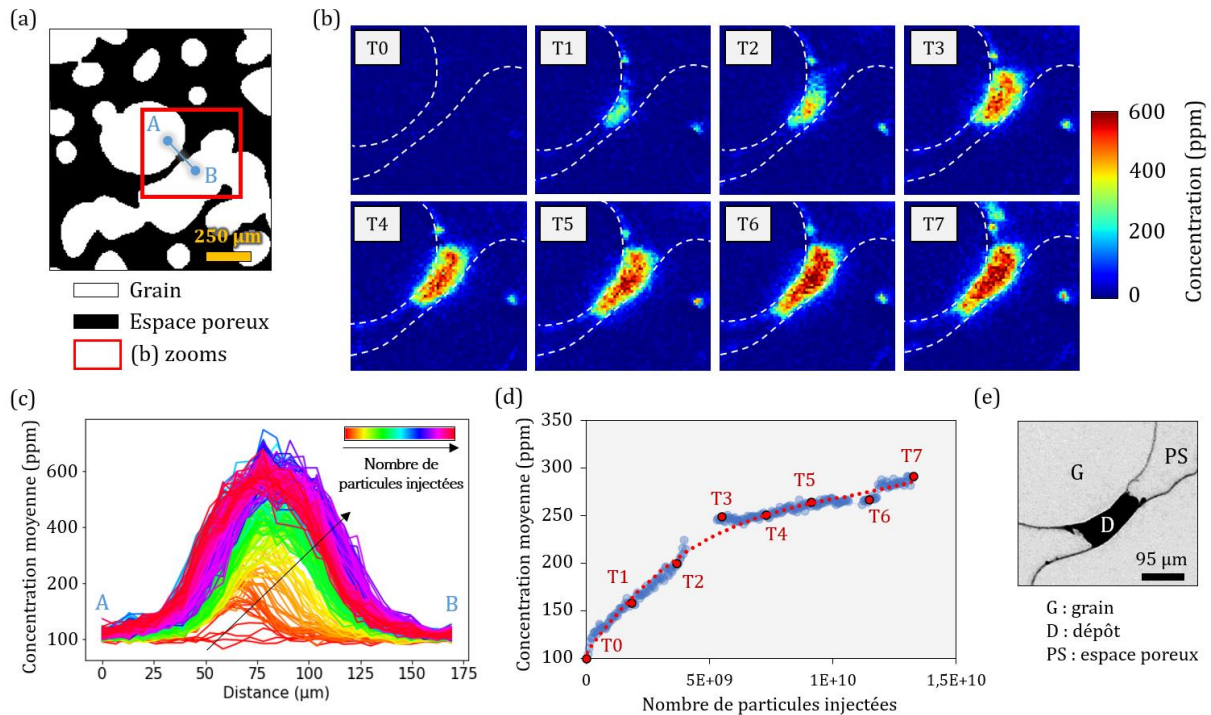 (a)
A
B
250 μm
Grain
Espace poreux
(b) zooms
(b)
T0
T1
T2
T3
T4
T5
T6
T7
600
400
200
0
Concentration (ppm)
(c)
Concentration moyenne (ppm)
600
400
200
100
A
B
Nombre de
particules injectées
0
25
50
75
100
125
150
175
Distance (μm)
(d)
Concentration moyenne (ppm)
350
300
250
200
150
100
T0
T1
T2
T3
T4
T5
T6
T7
0
5E+09
1E+10
1,5E+10
Nombre de particules injectées
(e)
G
PS
D
95 μm
G : grain
D : dépôt
PS : espace poreux